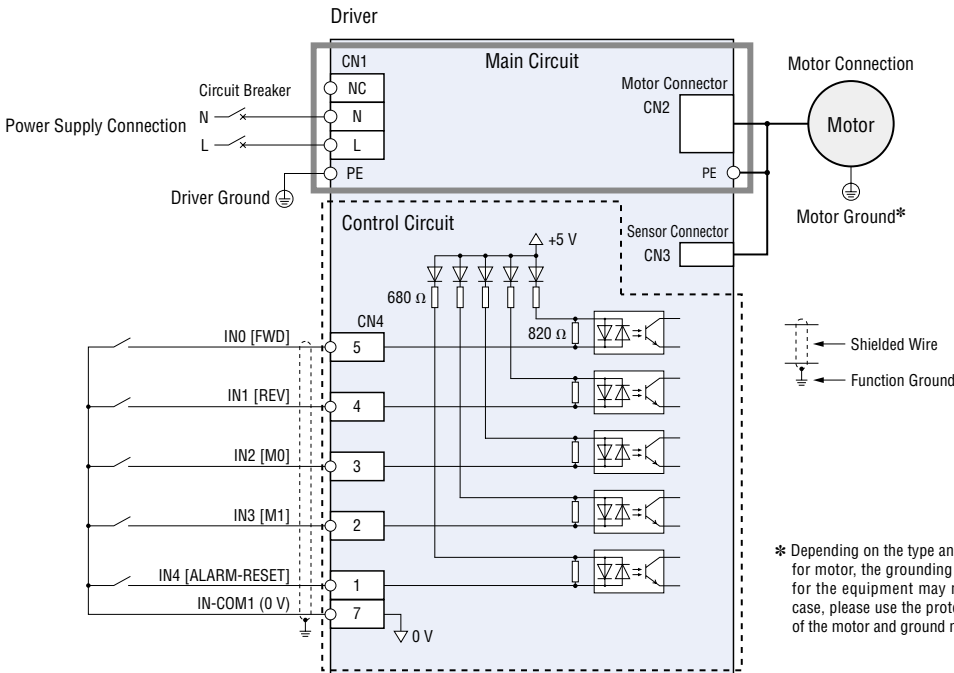 Driver
CN1
Main Circuit
Motor Connection
NC
Motor Connector
Circuit Breaker
CN2
N
N
Power Supply Connection
Motor
L
L
PE
PE
Driver Ground
Motor Ground*
Control Circuit
Sensor Connector
+5 V
CN3
680 Ω
CN4
820 Ω
IN0 [FWD]
5
Shielded Wire
Function Ground
IN1 [REV]
4
IN2 [M0]
3
IN3 [M1]
2
* Depending on the type an
for motor, the grounding
for the equipment may
case, please use the prot
of the motor and ground
IN4 [ALARM-RESET]
1
IN-COM1 (0 V)
7
0 V